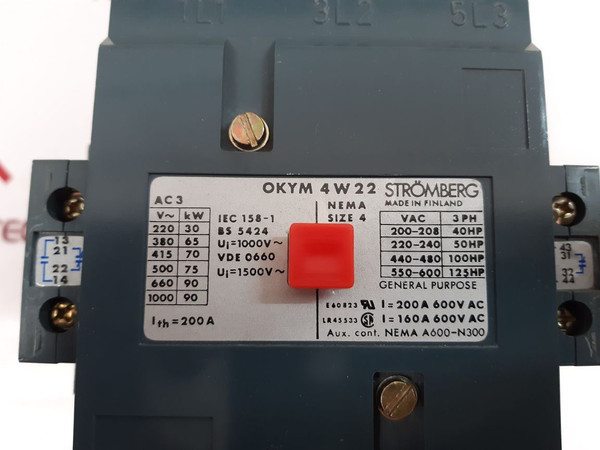 1L1 3L2 5L3
OKYM 4W22 STRÖMBERG
MADE IN FINLAND
AC3
V~ kW
220 30
380 65
415 70
500 75
660 90
1000 90
Ith=200A
IEC 158-1
BS 5424
Ui=1000V~
VDE 0660
Ui=1500V~
NEMA
SIZE 4
VAC 3PH
200-208 40HP
220-240 50HP
440-480 100HP
550-600 125HP
GENERAL PURPOSE
E60823 I=200A 600V AC
LR45533 I=160A 600V AC
Aux. cont. NEMA A600-N300
13
21
22
14
43
31
44